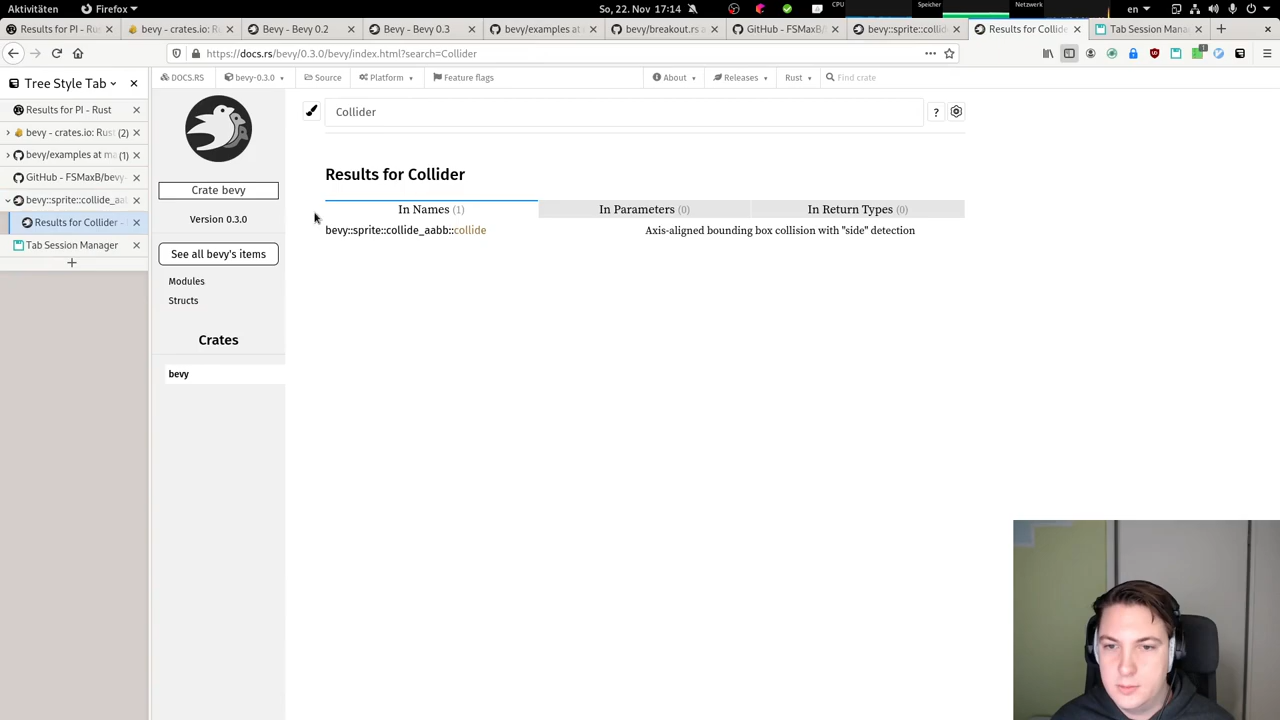 Aktivitäten Firefox So, 22. Nov 17:14 CPU Speicher Netzwerk en
Results for PI - Rus bevy - crates.io: Rust Bevy - Bevy 0.2 Bevy - Bevy 0.3 bevy/examples at bevy/breakout.rs a GitHub - FSMaxB/ bevy::sprite::collid Results for Collide Tab Session Mana
https://docs.rs/bevy/0.3.0/bevy/index.html?search=Collider
Tree Style Tab
Results for PI - Rust
bevy - crates.io: Rus (2)
bevy/examples at ma (1)
GitHub - FSMaxB/bevy-
bevy::sprite::collide_aa
Results for Collider -
Tab Session Manager
DOCS.RS bevy-0.3.0 Source Platform Feature flags About Releases Rust Find crate
Collider ?
Crate bevy
Version 0.3.0
See all bevy's items
Modules
Structs
Crates
bevy
Results for Collider
In Names (1) In Parameters (0) In Return Types (0)
bevy::sprite::collide_aabb::collide Axis-aligned bounding box collision with "side" detection